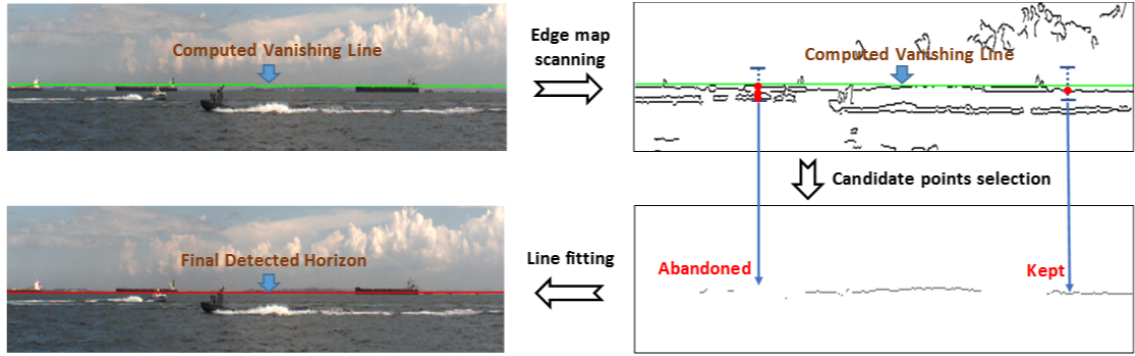 Computed Vanishing Line
Edge map
scanning
Computed Vanishing Line
Candidate points selection
Final Detected Horizon
Line fitting
Abandoned
Kept